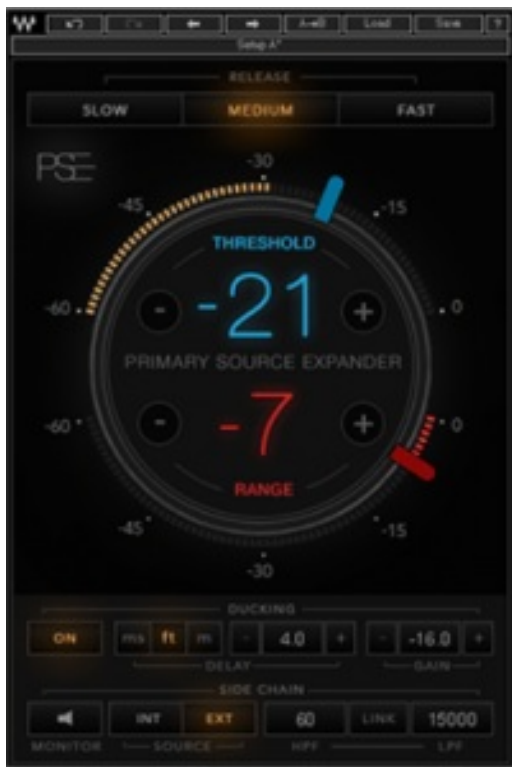 A→B Load Save ?
Setup A*
RELEASE
SLOW MEDIUM FAST
PSE
-30
-45 -15
THRESHOLD
-60 - -21 + 0
PRIMARY SOURCE EXPANDER
-60 - -7 + 0
RANGE
-45 -15
-30
DUCKING
ON ms ft m - 4.0 + - -16.0 +
DELAY GAIN
SIDE CHAIN
INT EXT 60 LINK 15000
MONITOR SOURCE HPF LPF